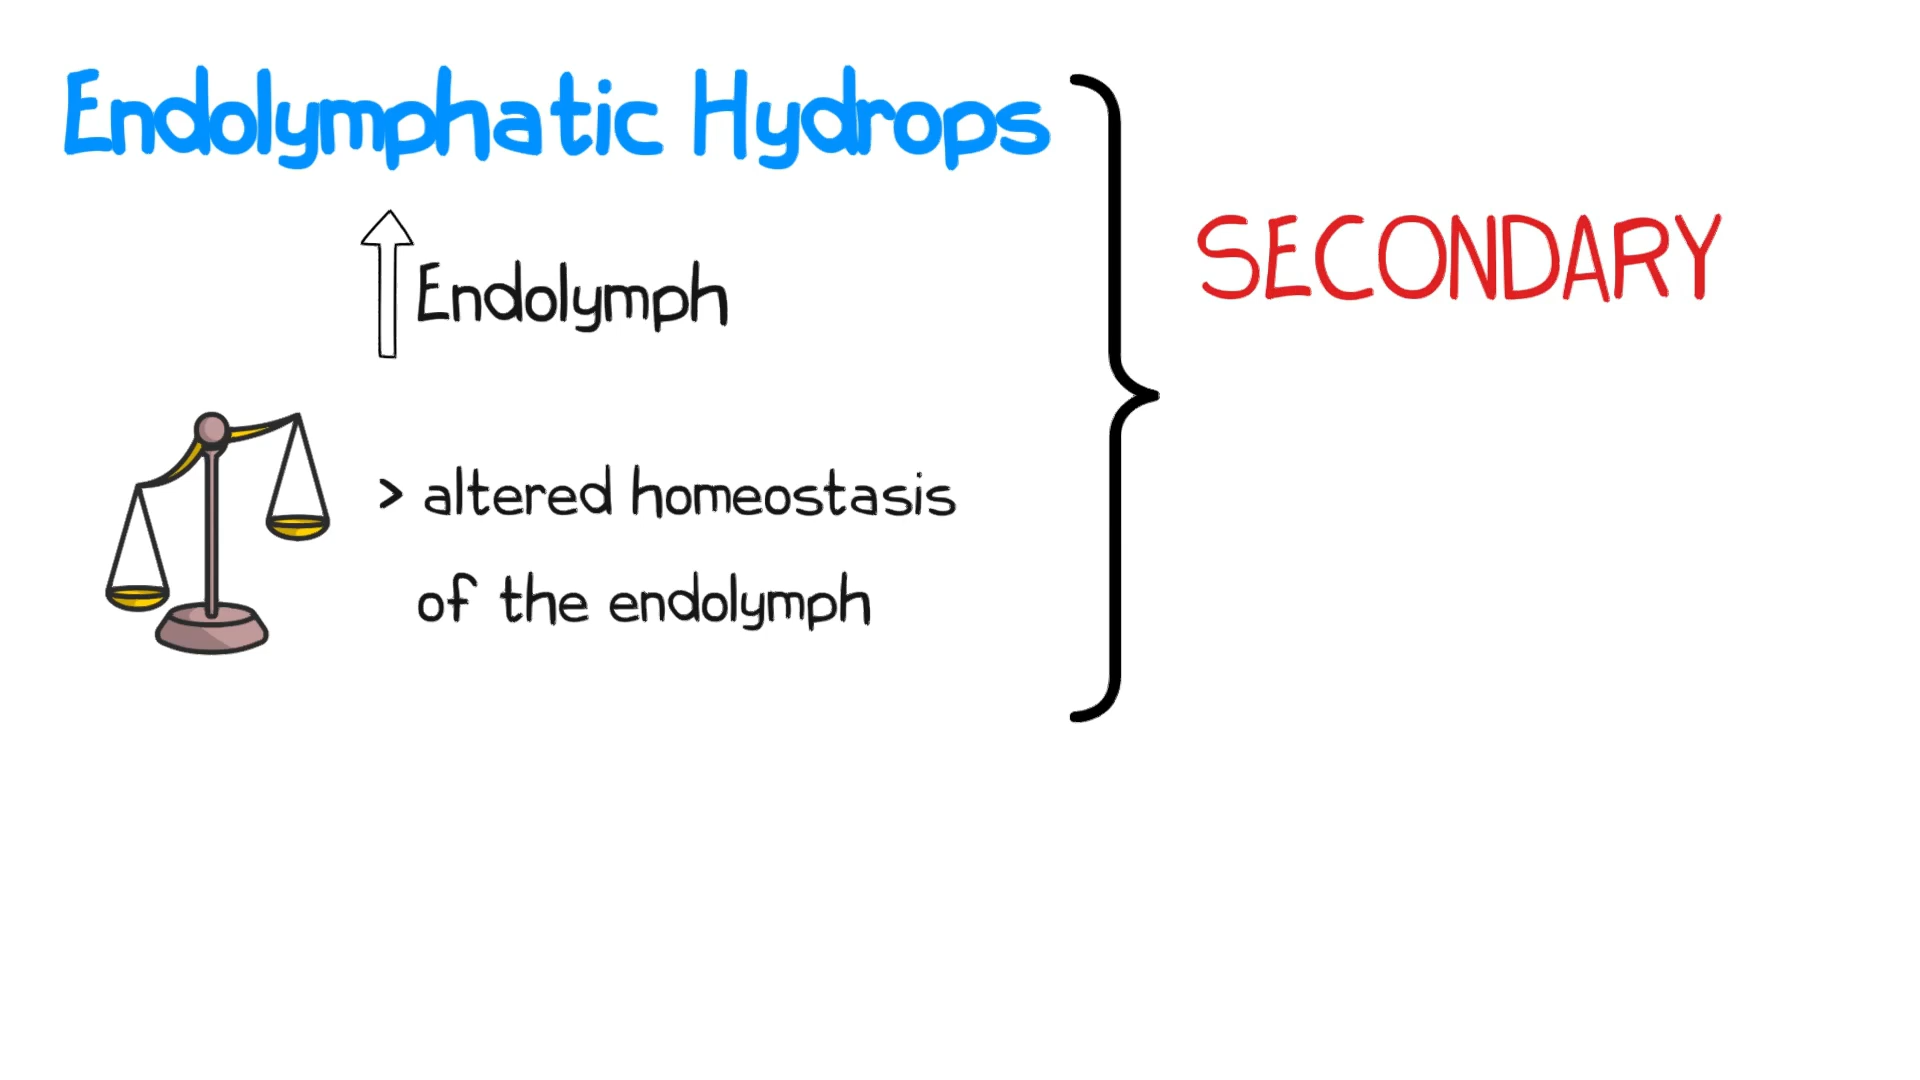 Endolymphatic Hydrops
Endolymph
> altered homeostasis
of the endolymph
SECONDARY